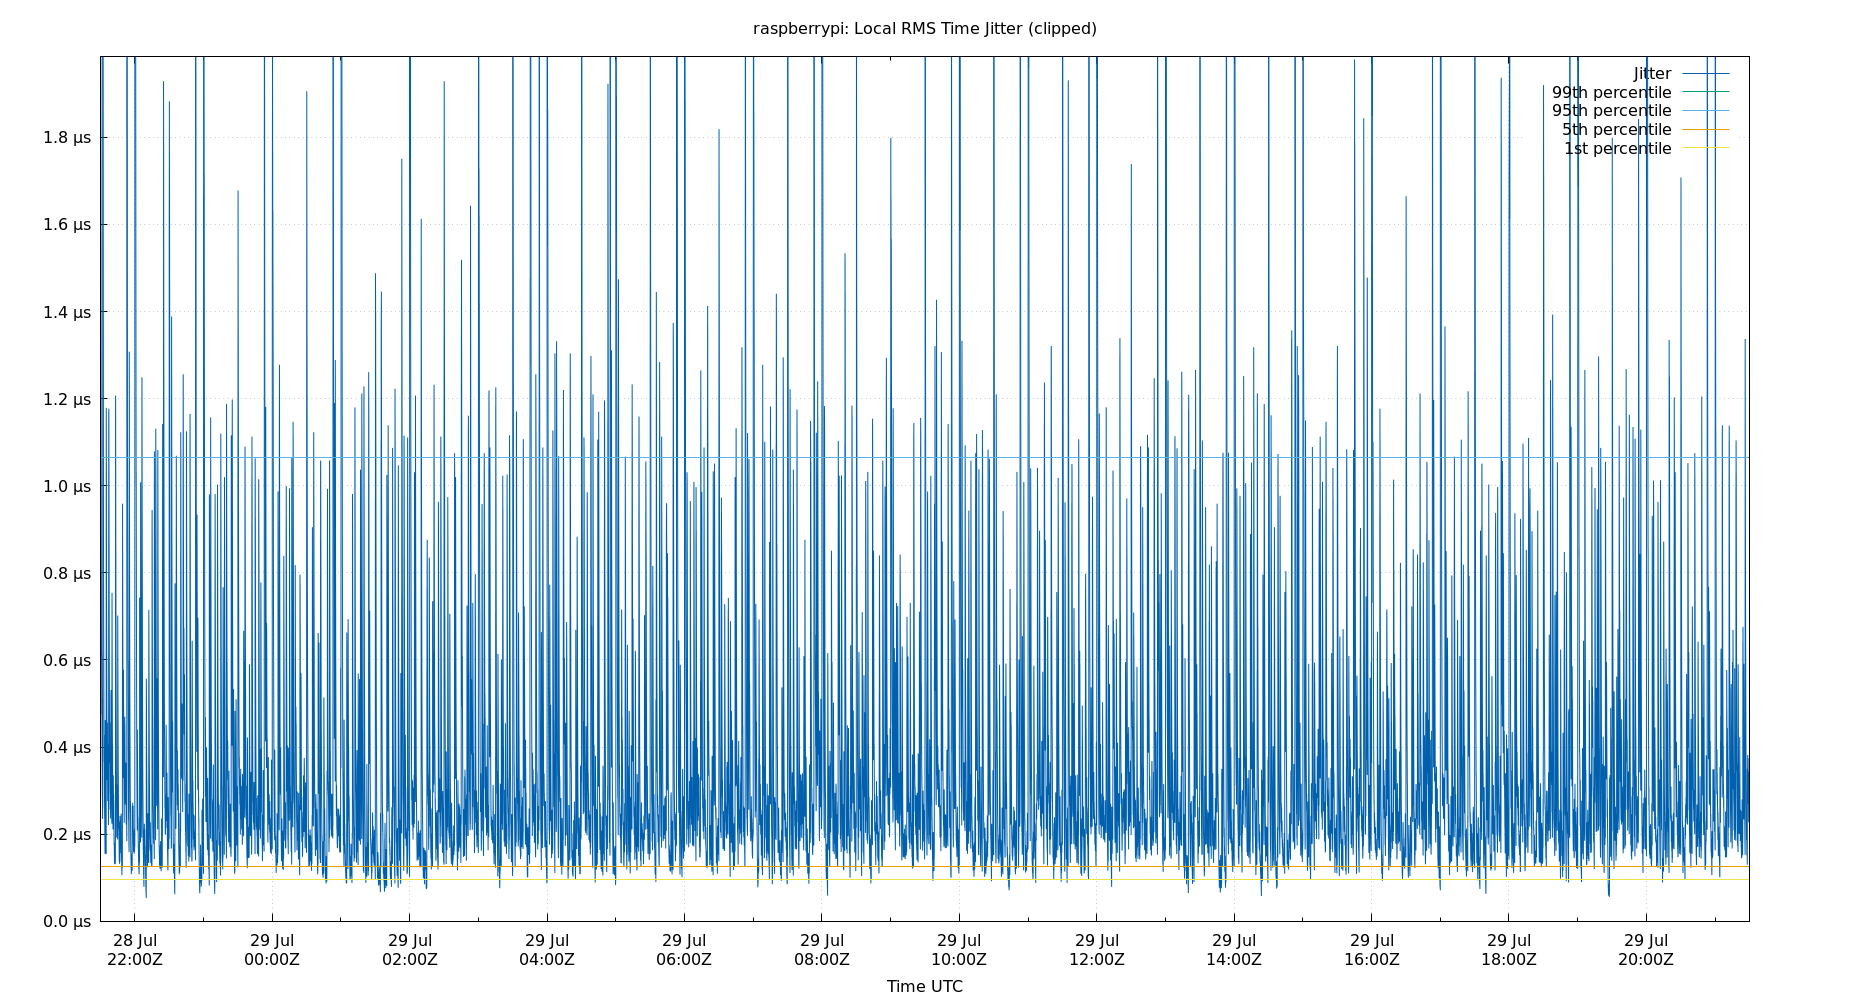 raspberrypi: Local RMS Time Jitter (clipped)
Jitter
99th percentile
95th percentile
5th percentile
1st percentile
1.8 µs
1.6 µs
1.4 µs
1.2 µs
1.0 µs
0.8 µs
0.6 µs
0.4 µs
0.2 µs
0.0 µs
28 Jul 29 Jul 29 Jul 29 Jul 29 Jul 29 Jul 29 Jul 29 Jul 29 Jul 29 Jul 29 Jul 29 Jul
22:00Z 00:00Z 02:00Z 04:00Z 06:00Z 08:00Z 10:00Z 12:00Z 14:00Z 16:00Z 18:00Z 20:00Z
Time UTC